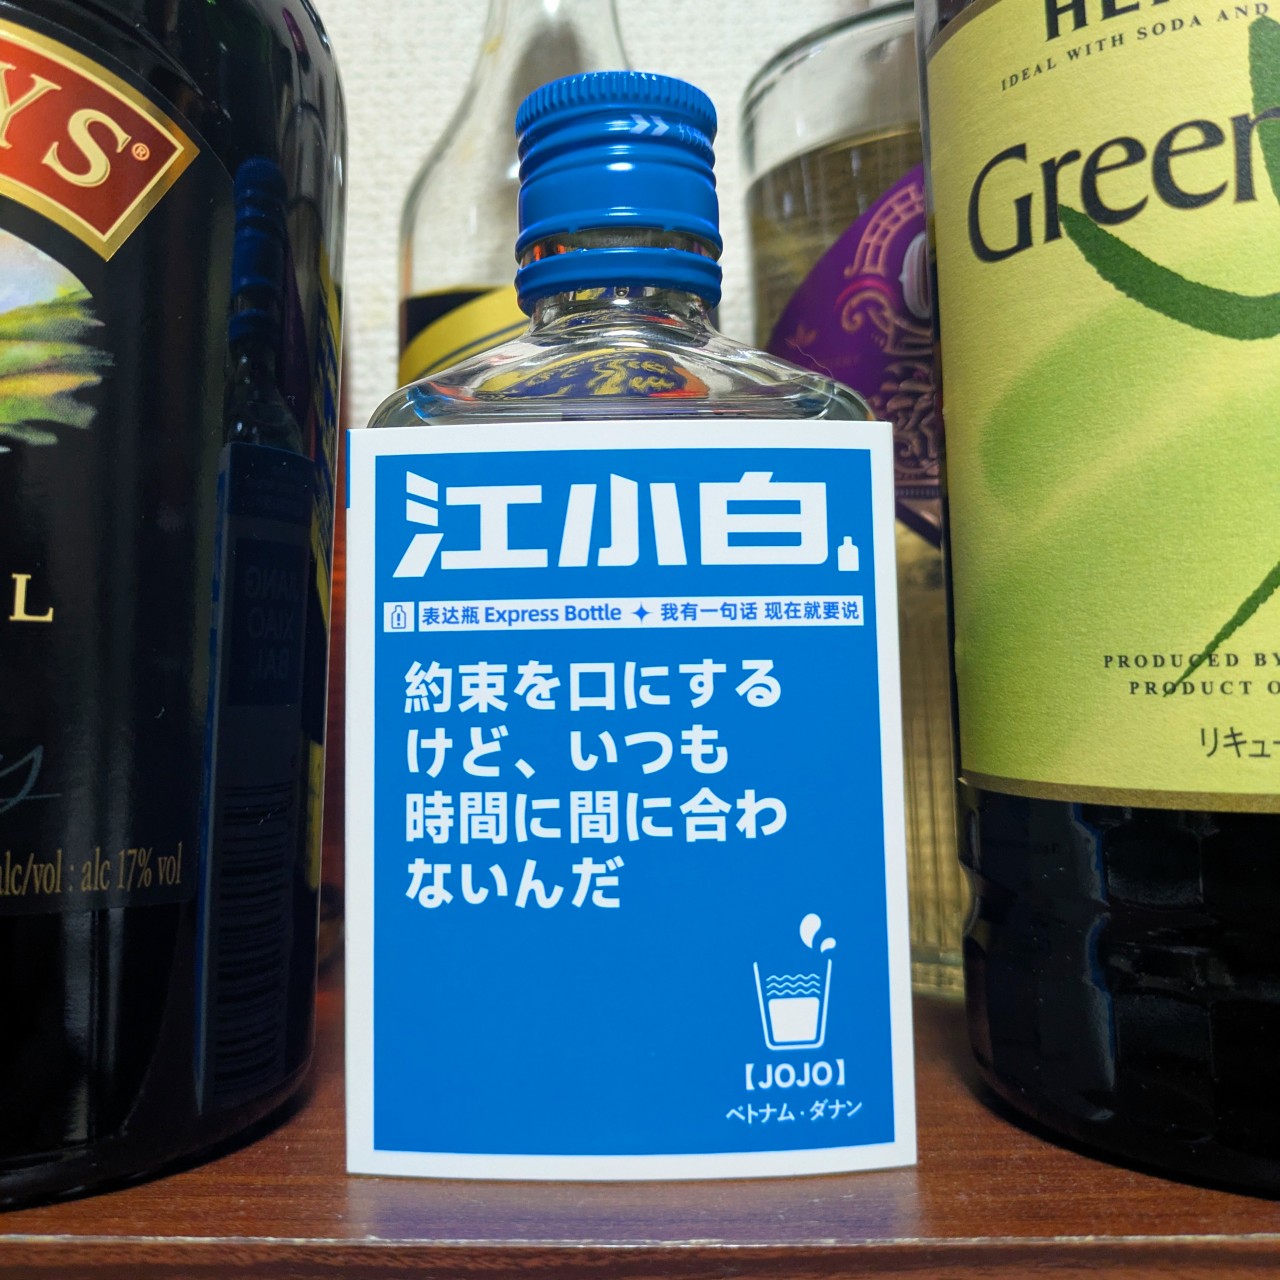 YS®
L
alc/vol : alc 17% vol
江小白
表达瓶 Express Bottle 我有一句话 现在就要说
約束を口にする
けど、いつも
時間に間に合わ
ないんだ
【JOJO】
ベトナム・ダナン
IDEAL WITH SODA AND
Green
PRODUCED BY
PRODUCT O
リキュー